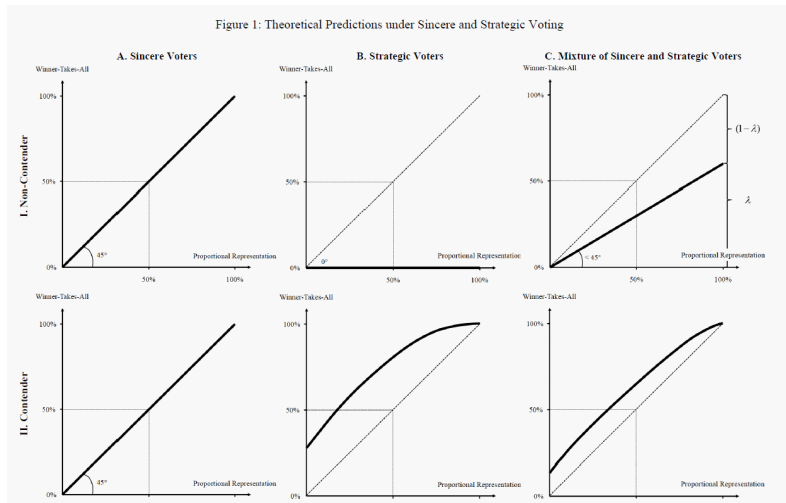 Figure 1: Theoretical Predictions under Sincere and Strategic Voting
A. Sincere Voters
B. Strategic Voters
C. Mixture of Sincere and Strategic Voters
I. Non-Contender
Winner-Takes-All
100%
50%
0%
45°
Proportional Representation
50%
100%
Winner-Takes-All
100%
50%
0%
0°
Proportional Representation
50%
100%
Winner-Takes-All
100%
50%
0%
< 45°
Proportional Representation
50%
100%
(1−λ)
λ
II. Contender
Winner-Takes-All
100%
50%
0%
45°
Proportional Representation
Winner-Takes-All
100%
50%
0%
Proportional Representation
Winner-Takes-All
100%
50%
0%
Proportional Representation